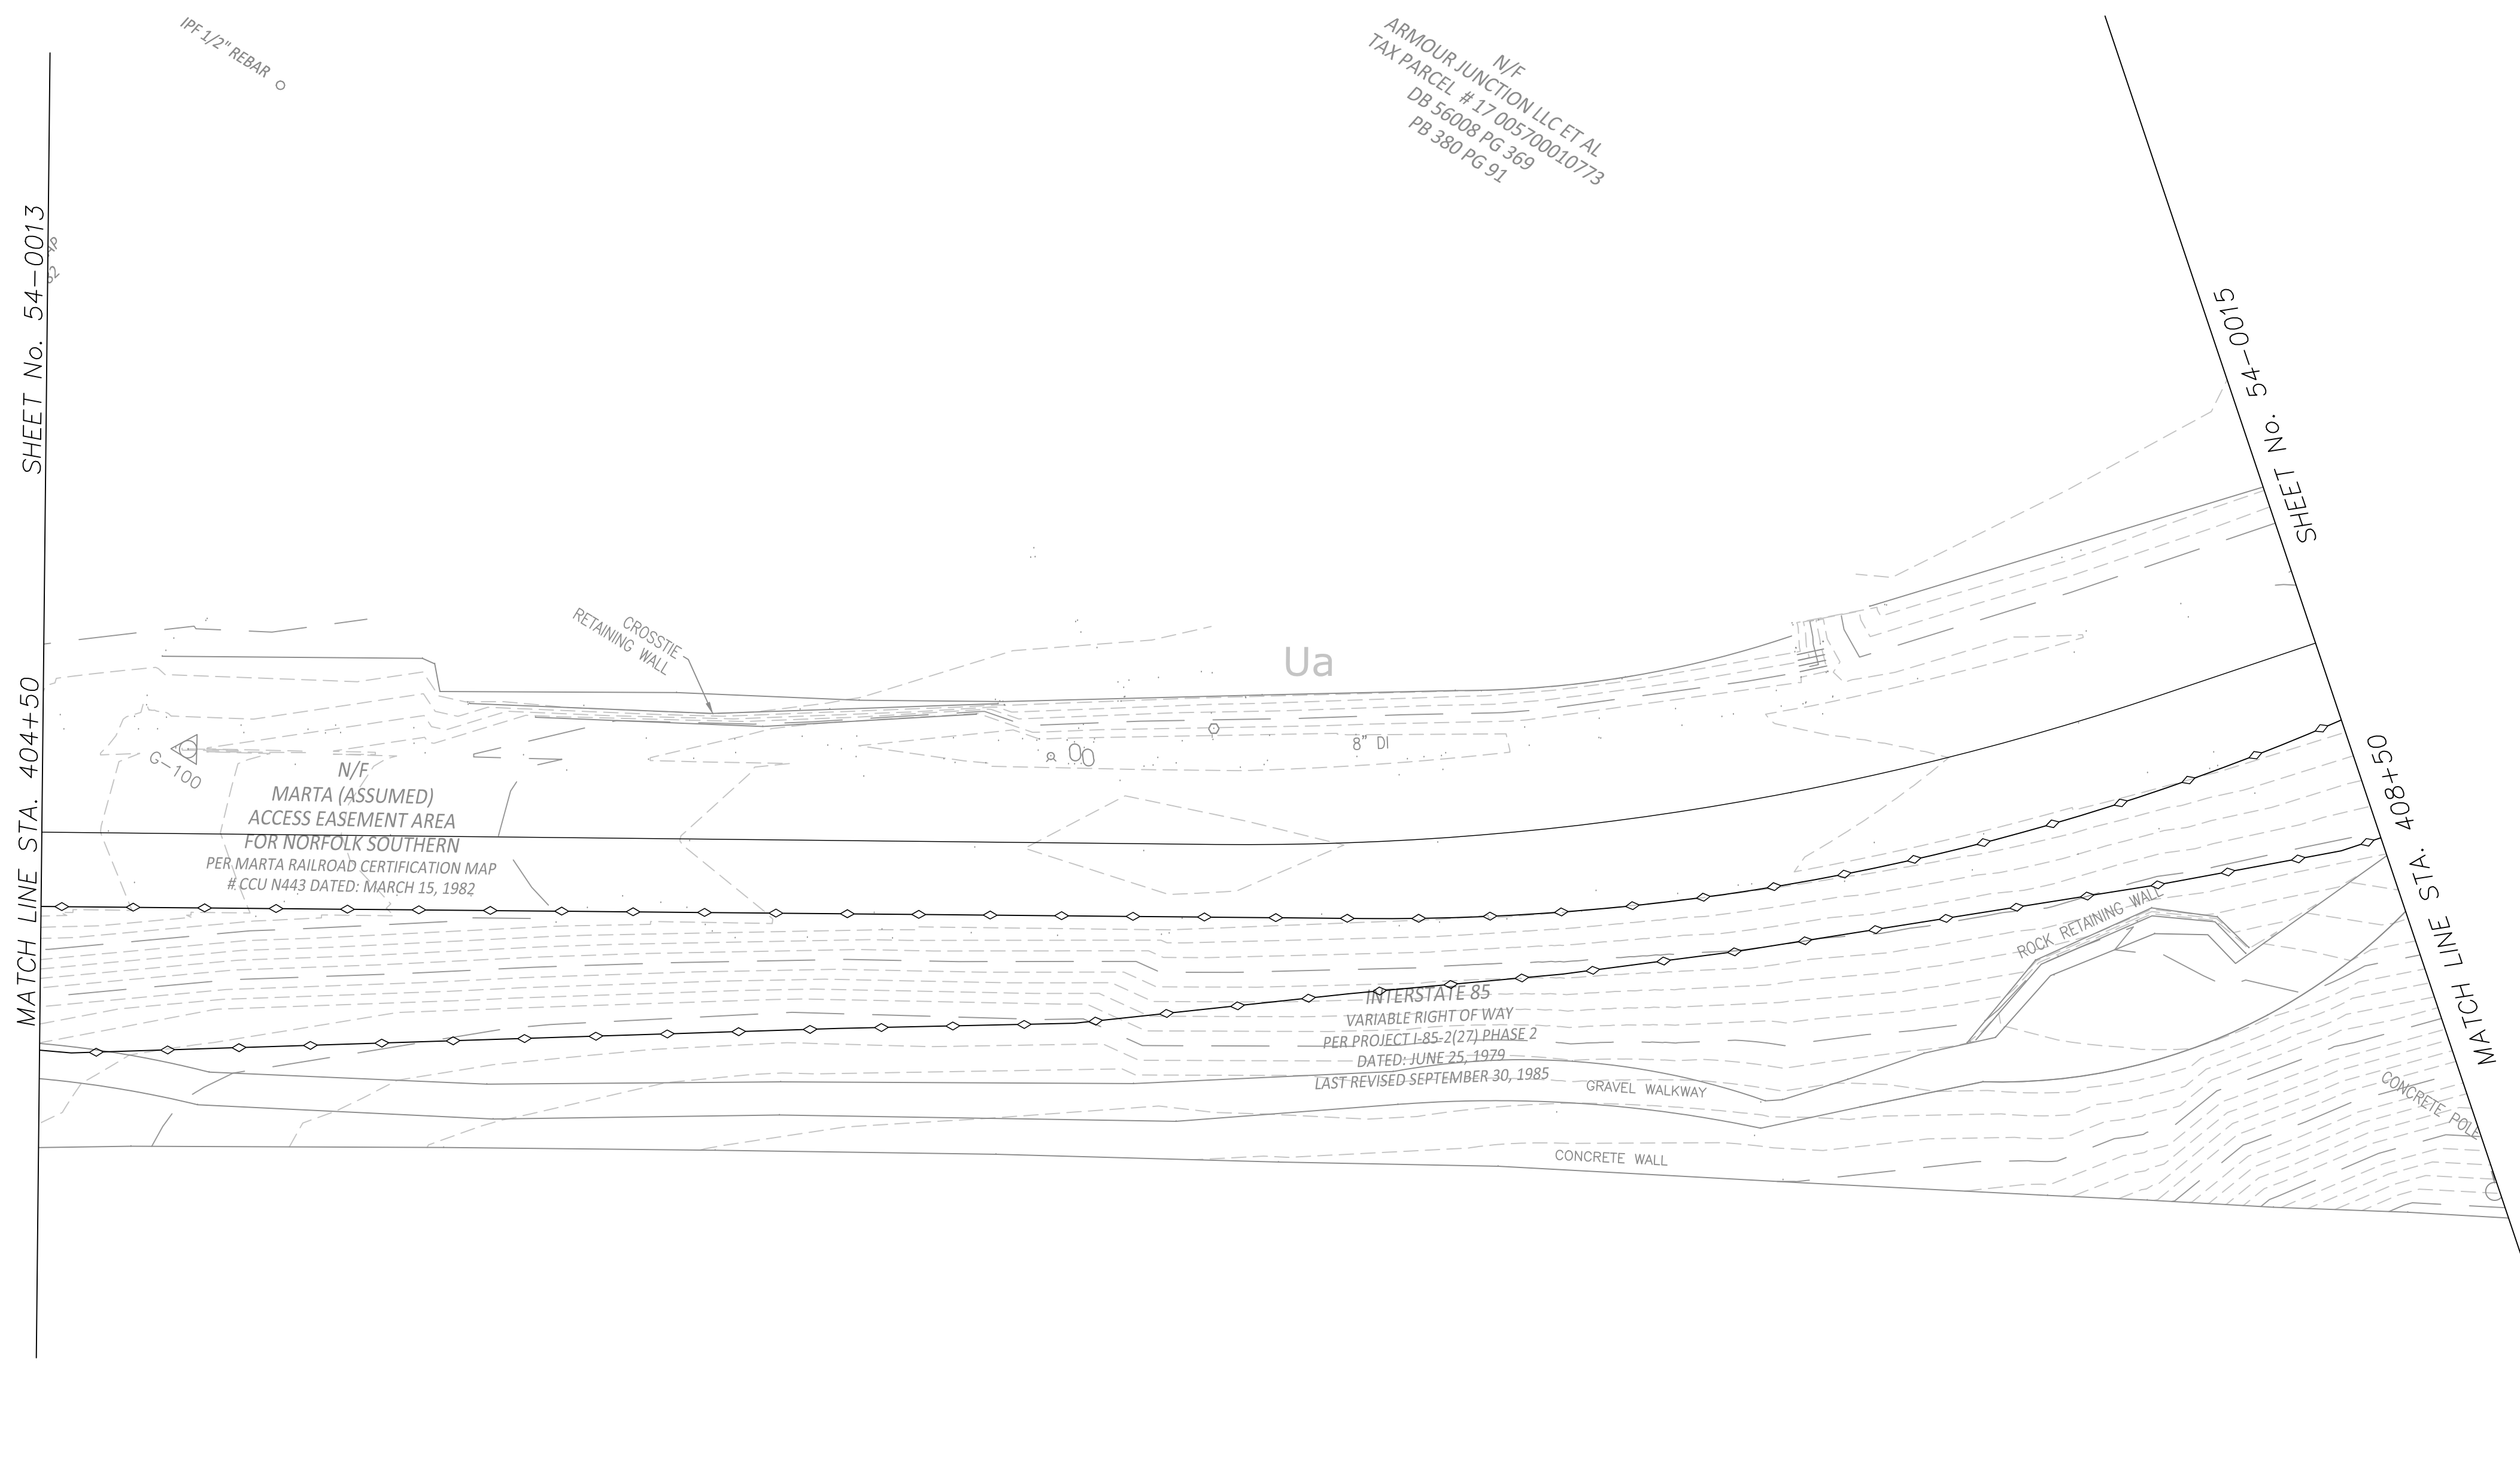 IPF 1/2" REBAR
N/F
ARMOUR JUNCTION LLC ET AL
TAX PARCEL # 17 005700010773
DB 56008 PG 369
PB 380 PG 91
SHEET No. 54-0013
MATCH LINE STA. 404+50
SHEET No. 54-0015
MATCH LINE STA. 408+50
CROSSTIE
RETAINING WALL
Ua
8" DI
G-100
N/F
MARTA (ASSUMED)
ACCESS EASEMENT AREA
FOR NORFOLK SOUTHERN
PER MARTA RAILROAD CERTIFICATION MAP
# CCU N443 DATED: MARCH 15, 1982
ROCK RETAINING WALL
INTERSTATE 85
VARIABLE RIGHT OF WAY
PER PROJECT I-85-2(27) PHASE 2
DATED: JUNE 25, 1979
LAST REVISED SEPTEMBER 30, 1985
GRAVEL WALKWAY
CONCRETE WALL
CONCRETE POLE